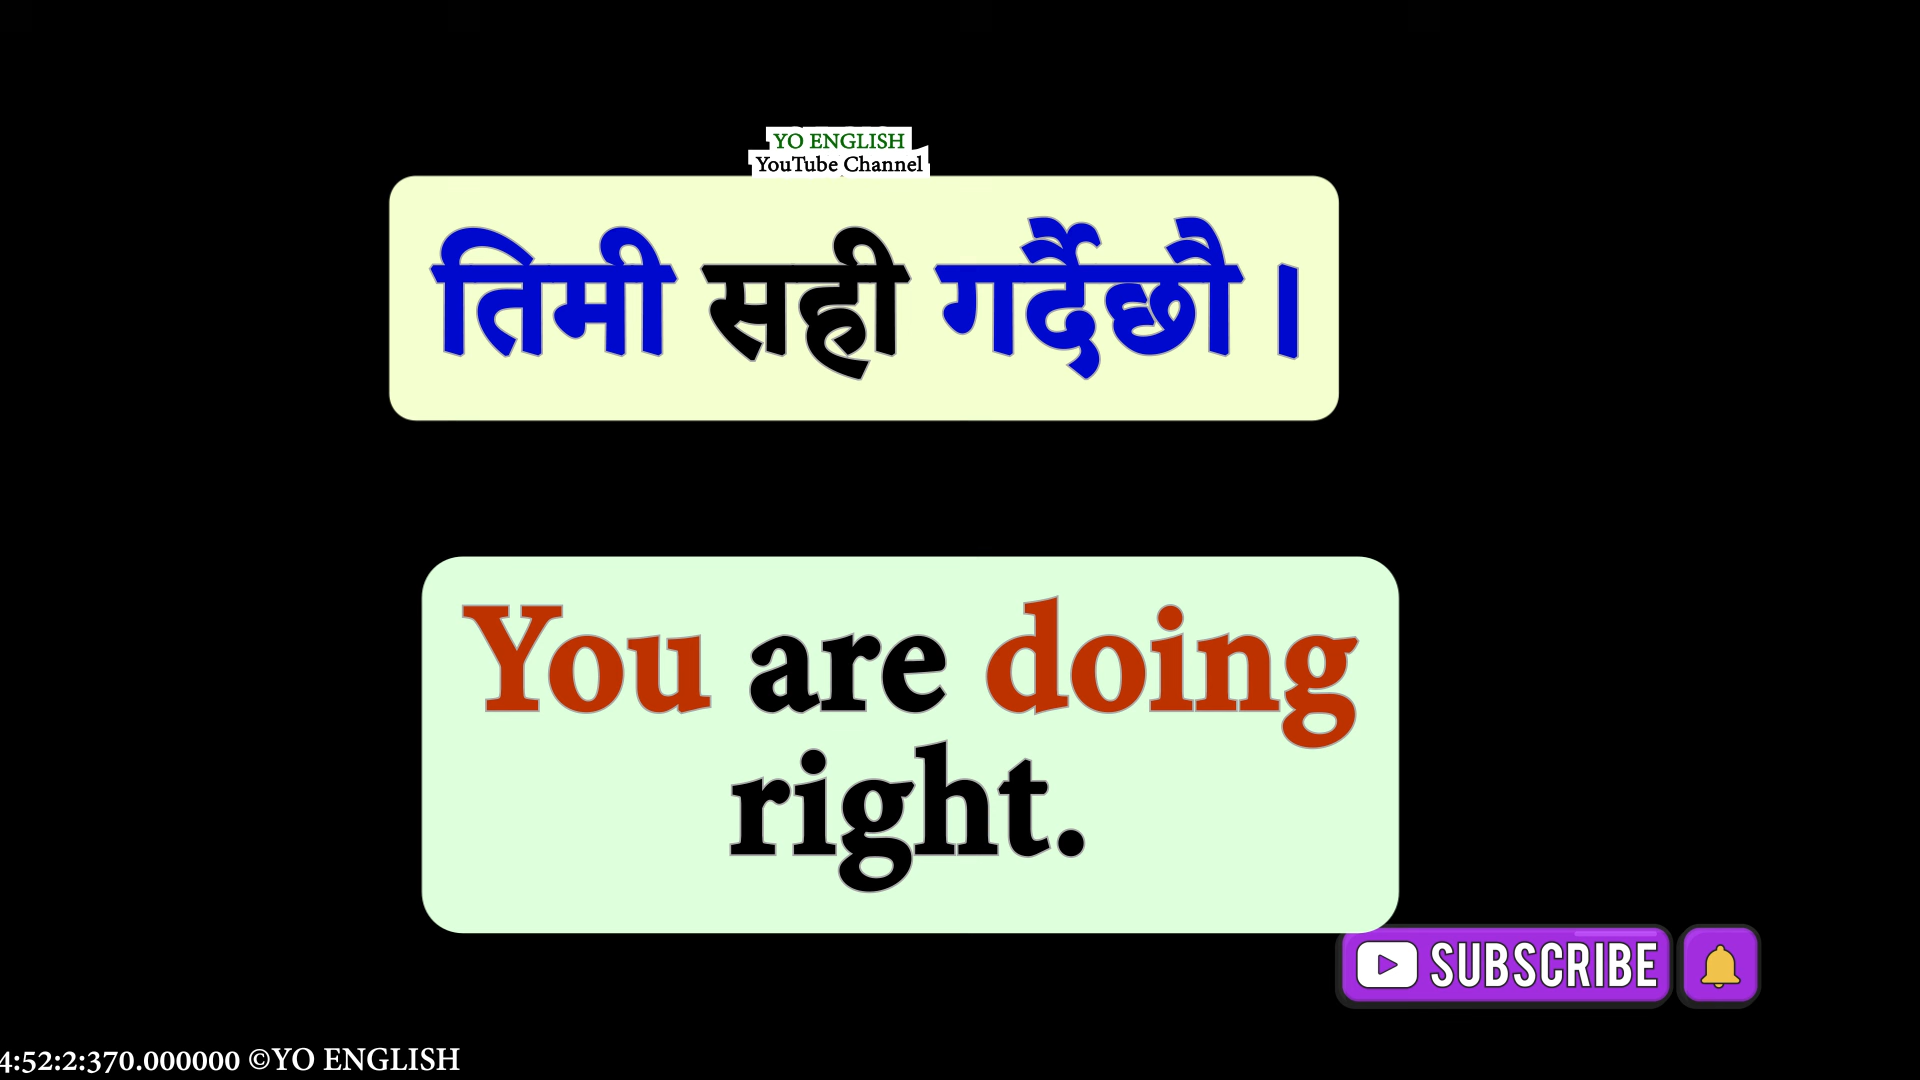 YO ENGLISH
YouTube Channel
तिमी सही गर्दैछौ ।
You are doing
right.
SUBSCRIBE
4:52:2:370.000000 ©YO ENGLISH